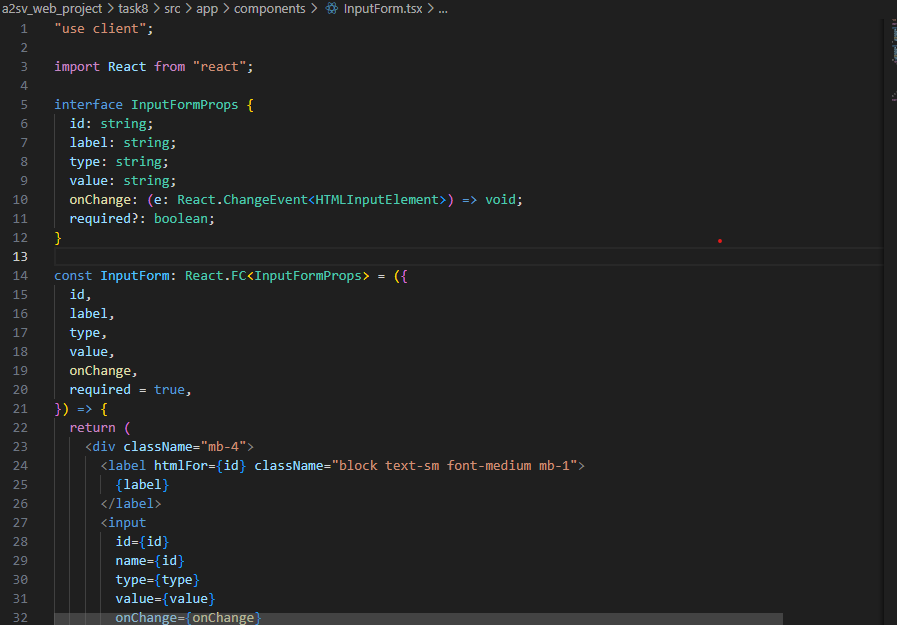 a2sv_web_project > task8 > src > app > components > InputForm.tsx > ...
1 "use client";
2
3 import React from "react";
4
5 interface InputFormProps {
6 id: string;
7 label: string;
8 type: string;
9 value: string;
10 onChange: (e: React.ChangeEvent<HTMLInputElement>) => void;
11 required?: boolean;
12 }
13
14 const InputForm: React.FC<InputFormProps> = ({
15 id,
16 label,
17 type,
18 value,
19 onChange,
20 required = true,
21 }) => {
22 return (
23 <div className="mb-4">
24 <label htmlFor={id} className="block text-sm font-medium mb-1">
25 {label}
26 </label>
27 <input
28 id={id}
29 name={id}
30 type={type}
31 value={value}
32 onChange={onChange}